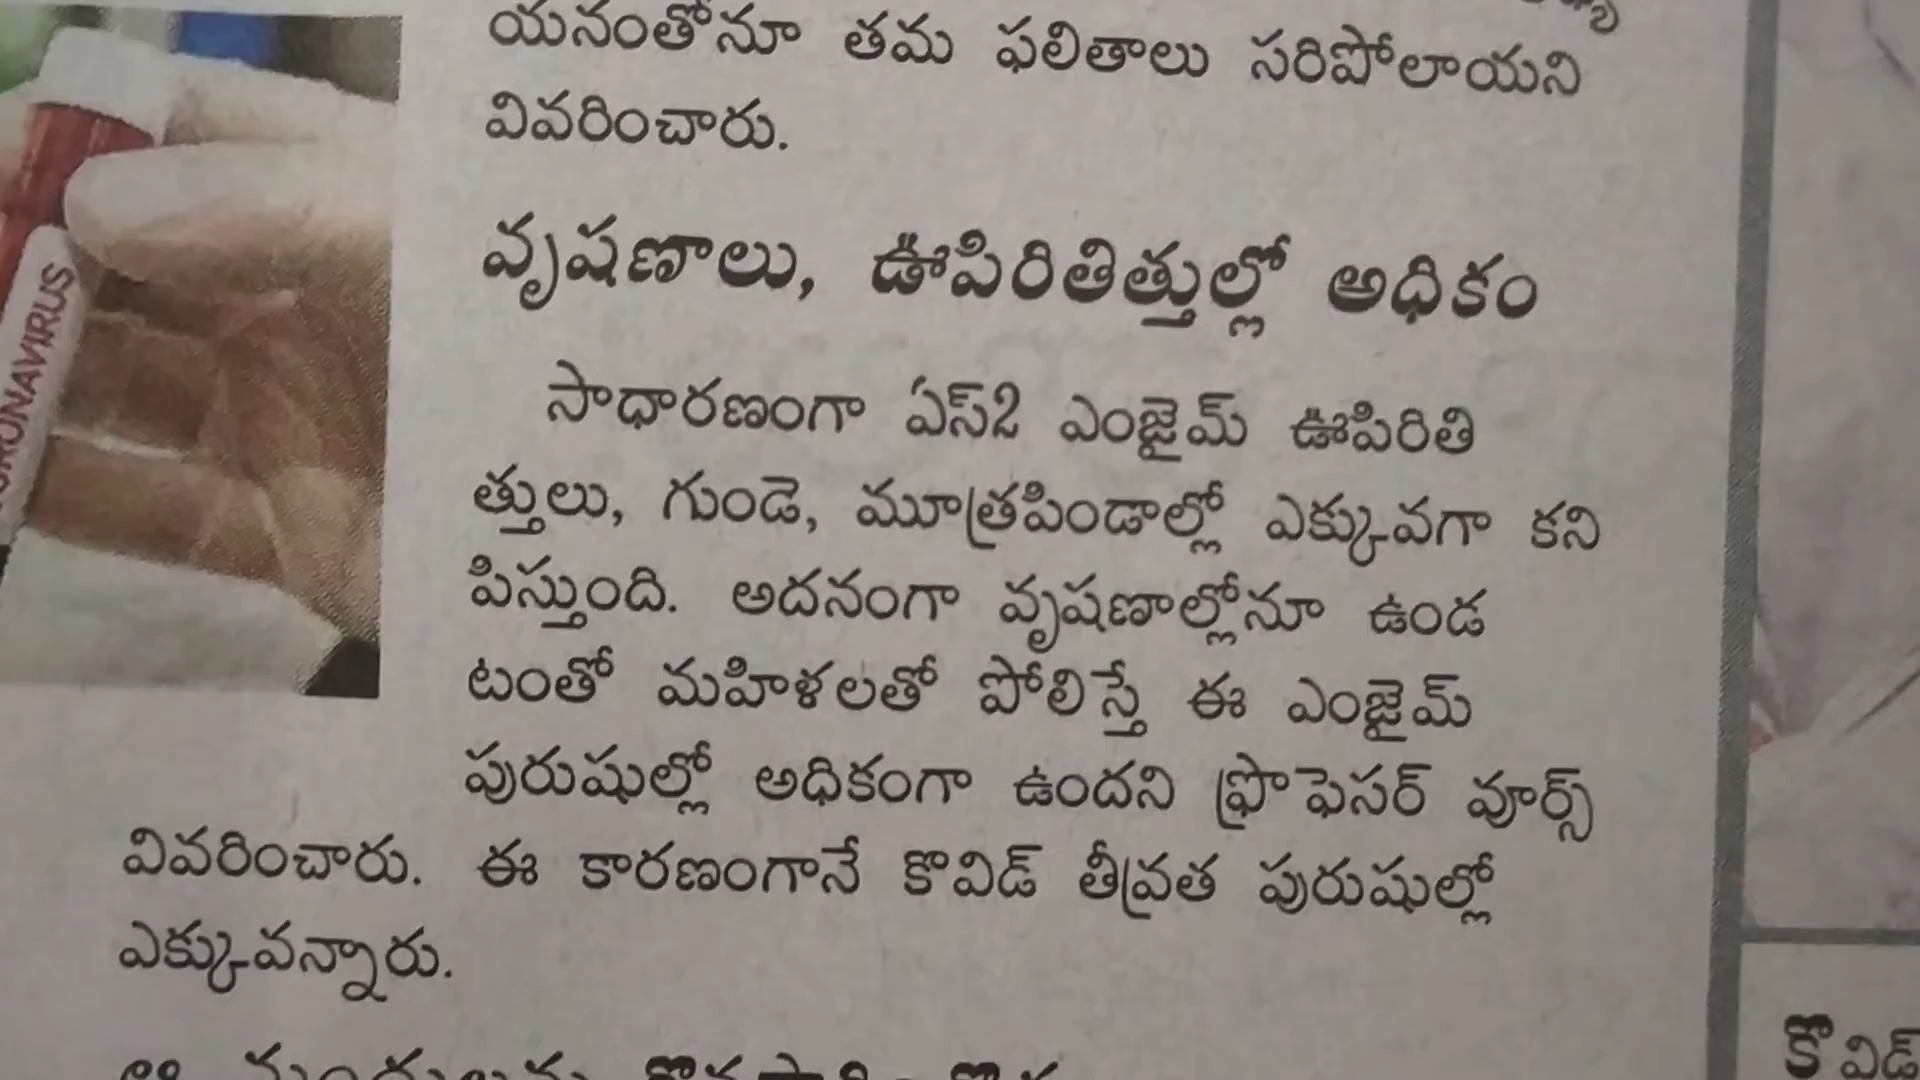 యనంతోనూ తమ ఫలితాలు సరిపోలాయని
వివరించారు.
వృషణాలు, ఊపిరితిత్తుల్లో అధికం
సాధారణంగా ఏస్2 ఎంజైమ్ ఊపిరితి
త్తులు, గుండె, మూత్రపిండాల్లో ఎక్కువగా కని
పిస్తుంది. అదనంగా వృషణాల్లోనూ ఉండ
టంతో మహిళలతో పోలిస్తే ఈ ఎంజైమ్
పురుషుల్లో అధికంగా ఉందని ఫ్రొఫెసర్ వూర్స్
వివరించారు. ఈ కారణంగానే కొవిడ్ తీవ్రత పురుషుల్లో
ఎక్కువన్నారు.
కొవిడ్